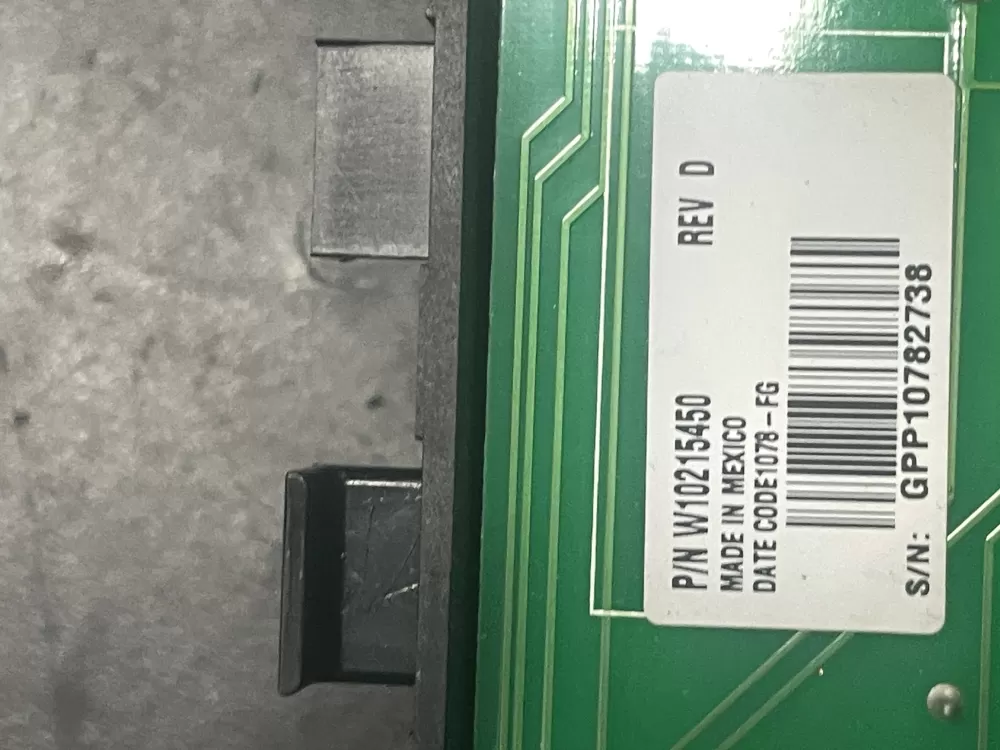 P/N W10215450 REV D
MADE IN MEXICO
DATE CODE1078-FG
S/N: GPP10782738